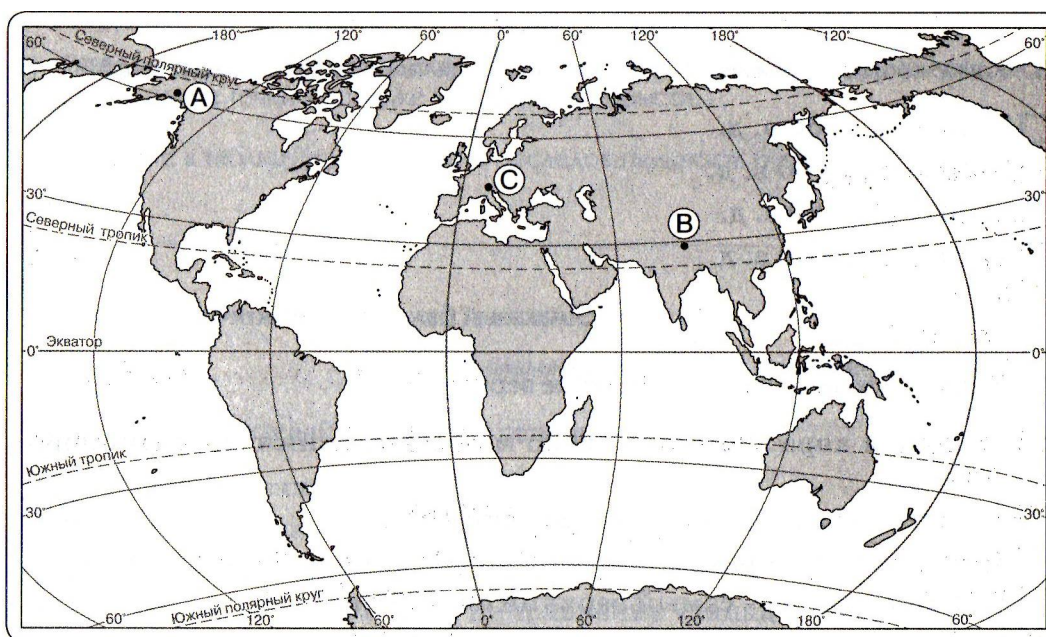 180° 120° 60° 0° 60° 120° 180° 120°
60° 60°
Северный полярный круг
A
30° 30°
C
B
Северный тропик
0° Экватор 0°
Южный тропик
30° 30°
Южный полярный круг
60° 120° 60° 0° 60° 120° 180° 60°